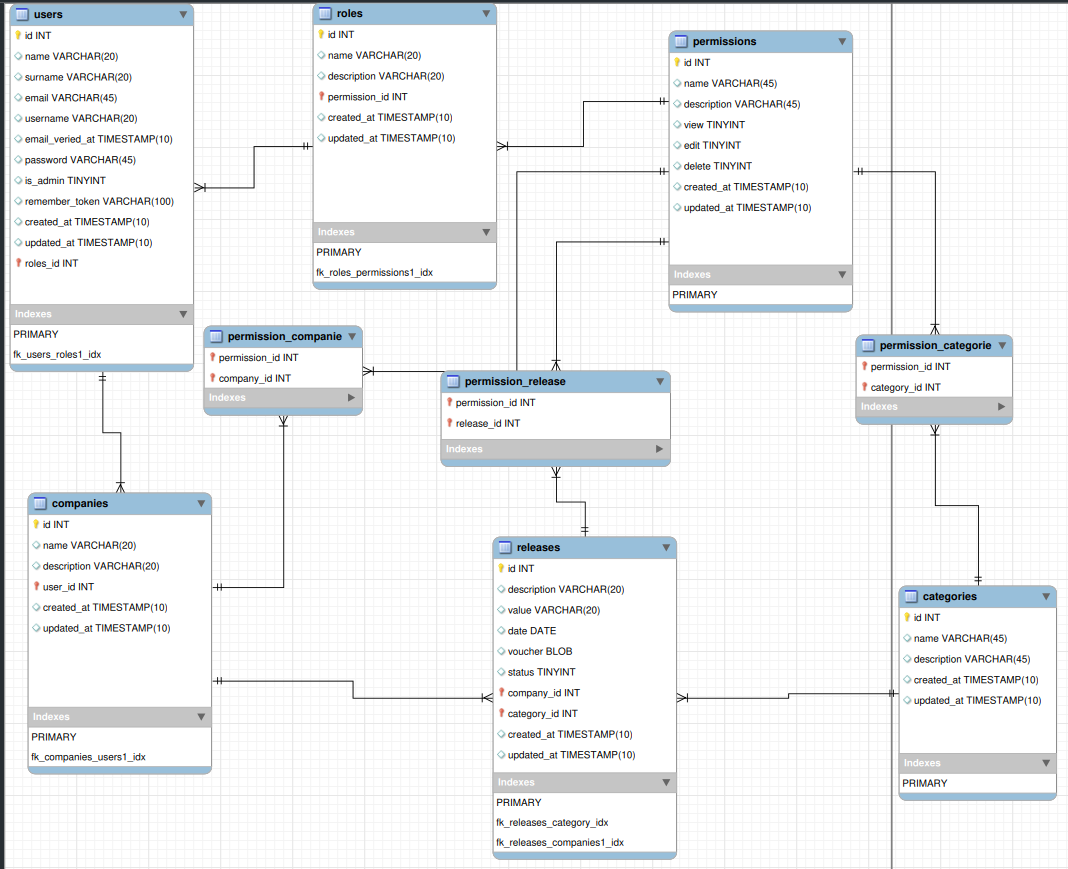 users
id INT
name VARCHAR(20)
surname VARCHAR(20)
email VARCHAR(45)
username VARCHAR(20)
email_veried_at TIMESTAMP(10)
password VARCHAR(45)
is_admin TINYINT
remember_token VARCHAR(100)
created_at TIMESTAMP(10)
updated_at TIMESTAMP(10)
roles_id INT
Indexes
PRIMARY
fk_users_roles1_idx
roles
id INT
name VARCHAR(20)
description VARCHAR(20)
permission_id INT
created_at TIMESTAMP(10)
updated_at TIMESTAMP(10)
Indexes
PRIMARY
fk_roles_permissions1_idx
permissions
id INT
name VARCHAR(45)
description VARCHAR(45)
view TINYINT
edit TINYINT
delete TINYINT
created_at TIMESTAMP(10)
updated_at TIMESTAMP(10)
Indexes
PRIMARY
permission_companie
permission_id INT
company_id INT
Indexes
permission_release
permission_id INT
release_id INT
Indexes
permission_categorie
permission_id INT
category_id INT
Indexes
companies
id INT
name VARCHAR(20)
description VARCHAR(20)
user_id INT
created_at TIMESTAMP(10)
updated_at TIMESTAMP(10)
Indexes
PRIMARY
fk_companies_users1_idx
releases
id INT
description VARCHAR(20)
value VARCHAR(20)
date DATE
voucher BLOB
status TINYINT
company_id INT
category_id INT
created_at TIMESTAMP(10)
updated_at TIMESTAMP(10)
Indexes
PRIMARY
fk_releases_category_idx
fk_releases_companies1_idx
categories
id INT
name VARCHAR(45)
description VARCHAR(45)
created_at TIMESTAMP(10)
updated_at TIMESTAMP(10)
Indexes
PRIMARY